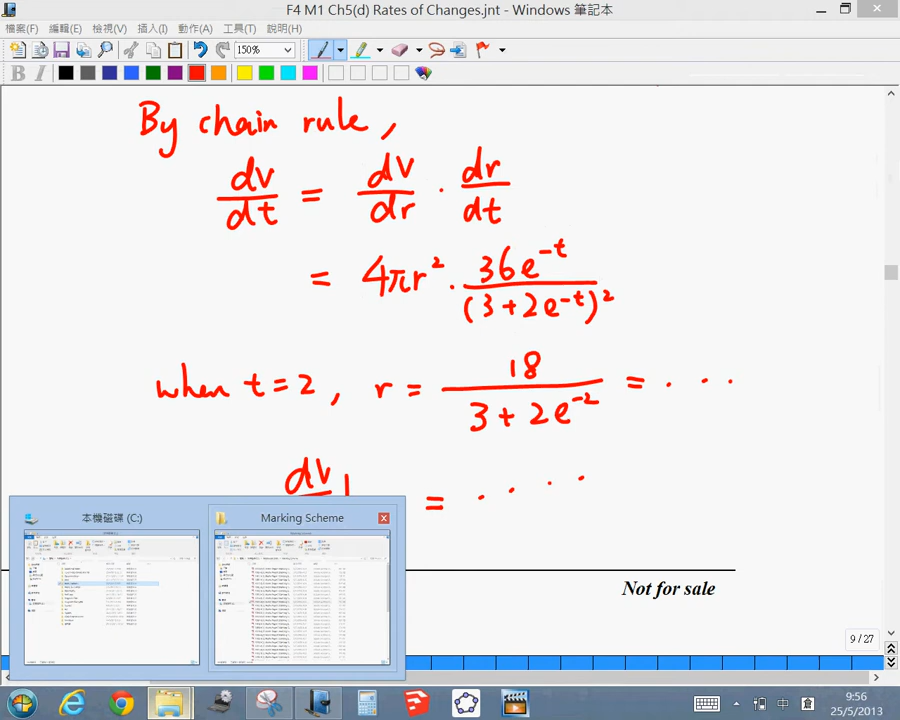 F4 M1 Ch5(d) Rates of Changes.jnt - Windows 筆記本
檔案(F) 編輯(E) 檢視(V) 插入(I) 動作(A) 工具(T) 說明(H)
150%
B I
By chain rule,
dV/dt = dV/dr · dr/dt
= 4πr² · 36e^-t/(3+2e^-t)²
when t=2, r = 18/(3+2e^-2) = ...
dV = ....
本機磁碟 (C:)
Marking Scheme
Not for sale
9 / 27
中
9:56
25/5/2013